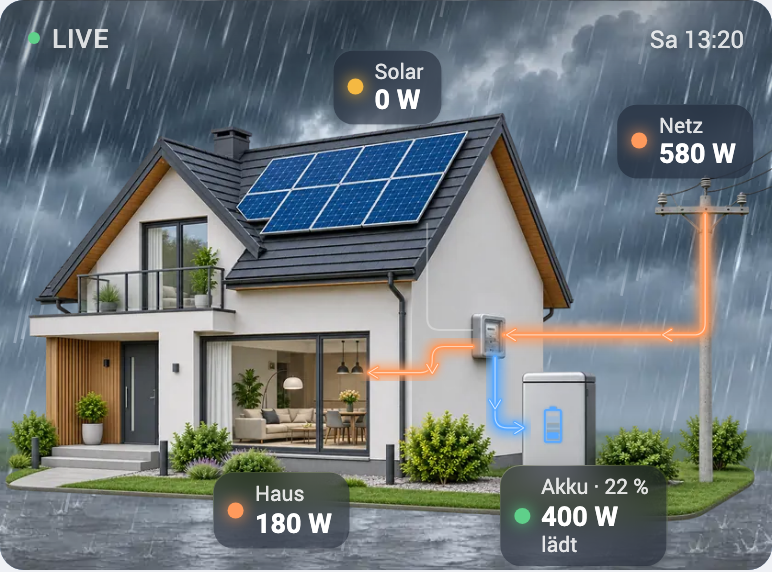 LIVE
Sa 13:20
Solar
0 W
Netz
580 W
Haus
180 W
Akku · 22 %
400 W
lädt